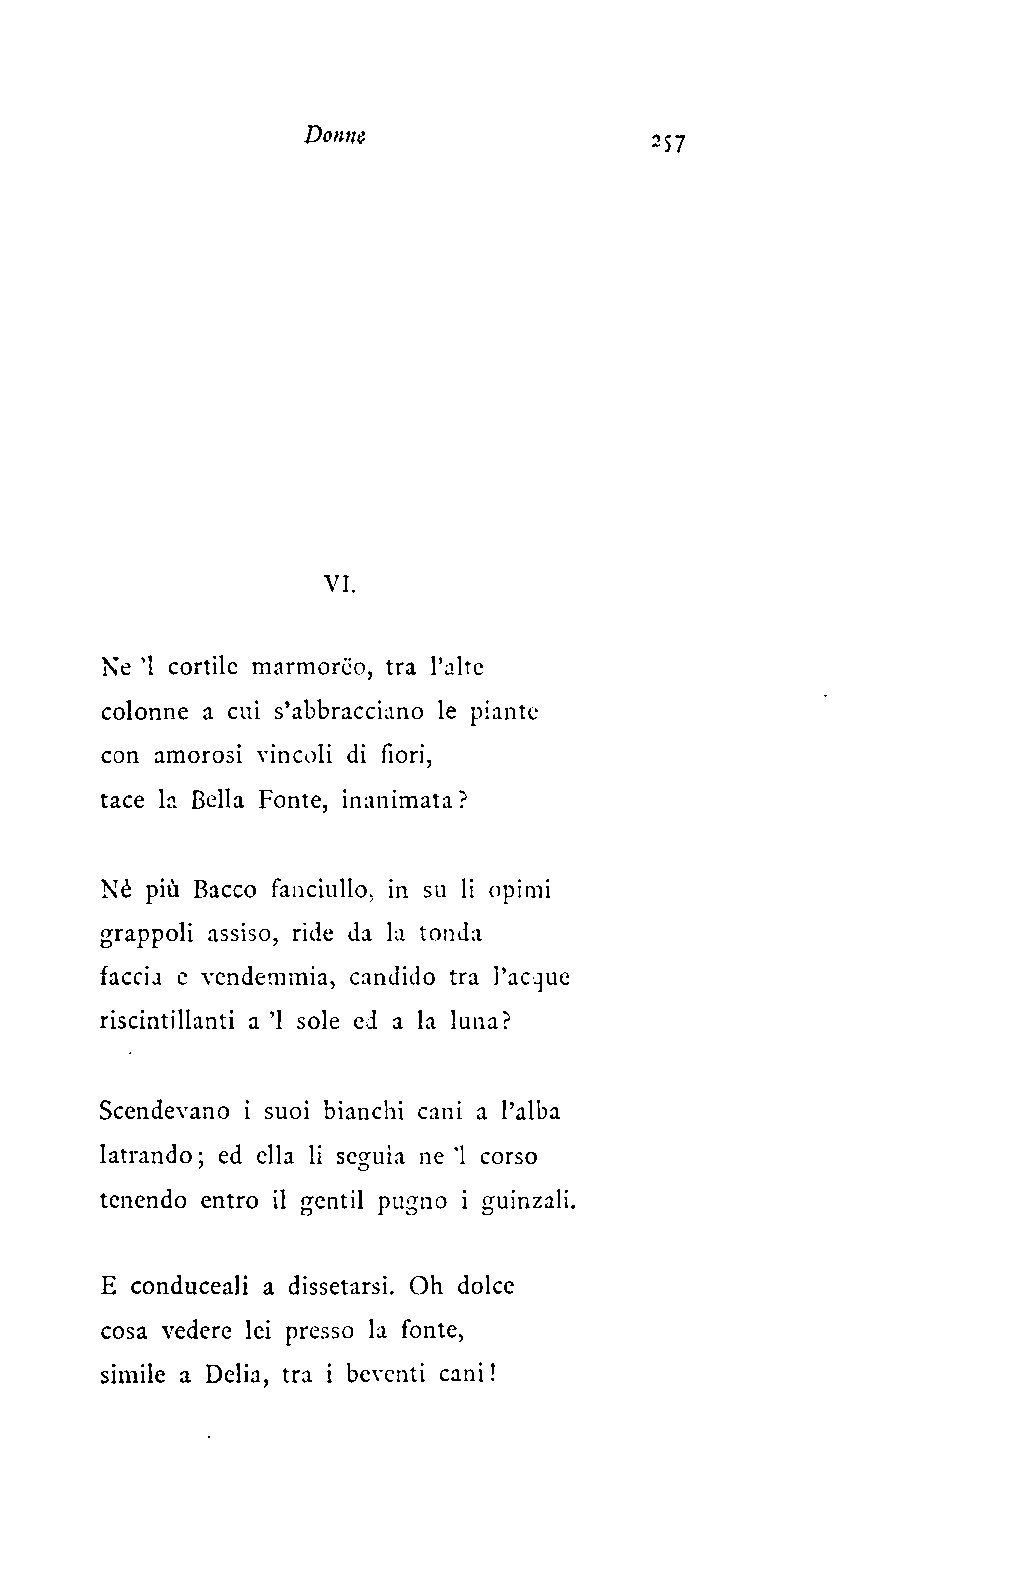 Donne 257
VI.
Ne 'l cortile marmorëo, tra l'alte
colonne a cui s'abbracciano le piante
con amorosi vincoli di fiori,
tace la Bella Fonte, inanimata?
Nè più Bacco fanciullo, in su li opimi
grappoli assiso, ride da la tonda
faccia e vendemmia, candido tra l'acque
riscintillanti a 'l sole ed a la luna?
Scendevano i suoi bianchi cani a l'alba
latrando; ed ella li seguia ne 'l corso
tenendo entro il gentil pugno i guinzali.
E conduceali a dissetarsi. Oh dolce
cosa vedere lei presso la fonte,
simile a Delia, tra i beventi cani!